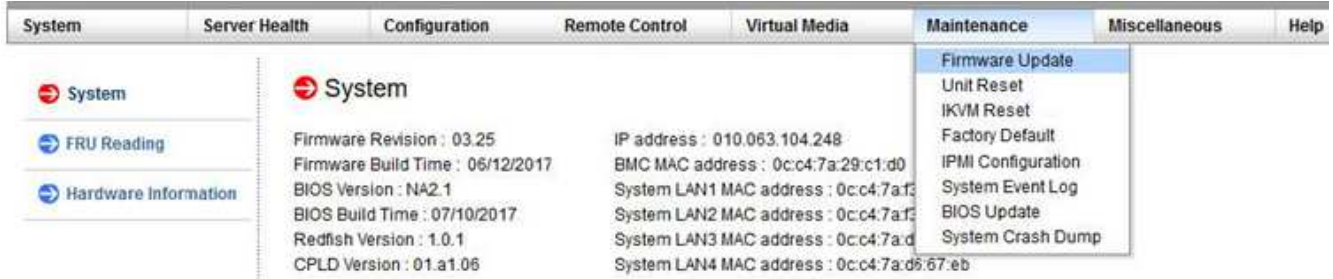 System Server Health Configuration Remote Control Virtual Media Maintenance Miscellaneous Help
Firmware Update
Unit Reset
IKVM Reset
Factory Default
IPMI Configuration
System Event Log
BIOS Update
System Crash Dump
System
FRU Reading
Hardware Information
System
Firmware Revision : 03.25
Firmware Build Time : 06/12/2017
BIOS Version : NA2.1
BIOS Build Time : 07/10/2017
Redfish Version : 1.0.1
CPLD Version : 01.a1.06
IP address : 010.063.104.248
BMC MAC address : 0c:c4:7a:29:c1:d0
System LAN1 MAC address : 0c:c4:7a:f3
System LAN2 MAC address : 0c:c4:7a:f3
System LAN3 MAC address : 0c:c4:7a:d
System LAN4 MAC address : 0c:c4:7a:d6:67:eb